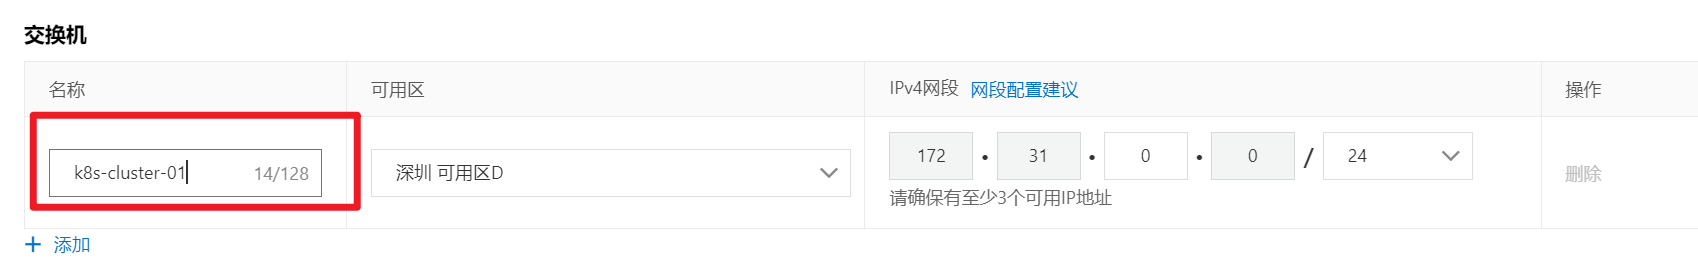 交换机
名称 可用区 IPv4网段 网段配置建议 操作
k8s-cluster-01 14/128 深圳 可用区D 172 • 31 • 0 • 0 / 24 删除
请确保有至少3个可用IP地址
+ 添加